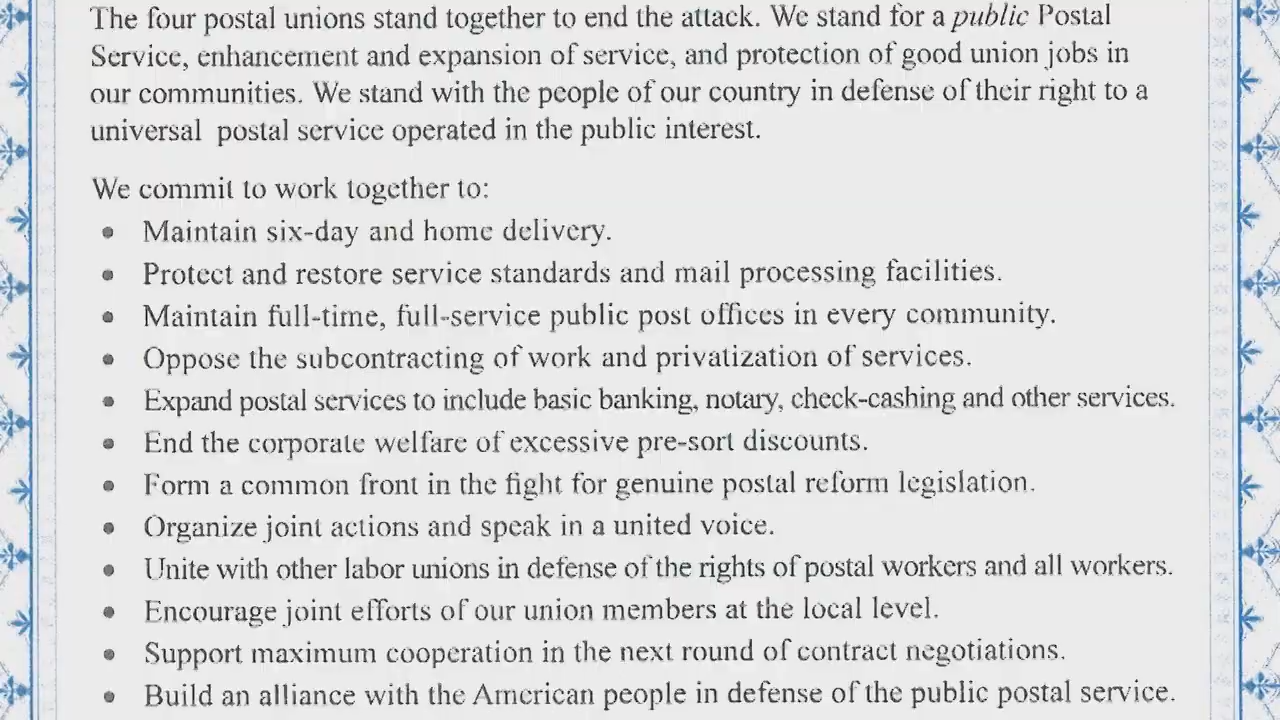 The four postal unions stand together to end the attack. We stand for a public Postal
Service, enhancement and expansion of service, and protection of good union jobs in
our communities. We stand with the people of our country in defense of their right to a
universal postal service operated in the public interest.
We commit to work together to:
• Maintain six-day and home delivery.
• Protect and restore service standards and mail processing facilities.
• Maintain full-time, full-service public post offices in every community.
• Oppose the subcontracting of work and privatization of services.
• Expand postal services to include basic banking, notary, check-cashing and other services.
• End the corporate welfare of excessive pre-sort discounts.
• Form a common front in the fight for genuine postal reform legislation.
• Organize joint actions and speak in a united voice.
• Unite with other labor unions in defense of the rights of postal workers and all workers.
• Encourage joint efforts of our union members at the local level.
• Support maximum cooperation in the next round of contract negotiations.
• Build an alliance with the American people in defense of the public postal service.